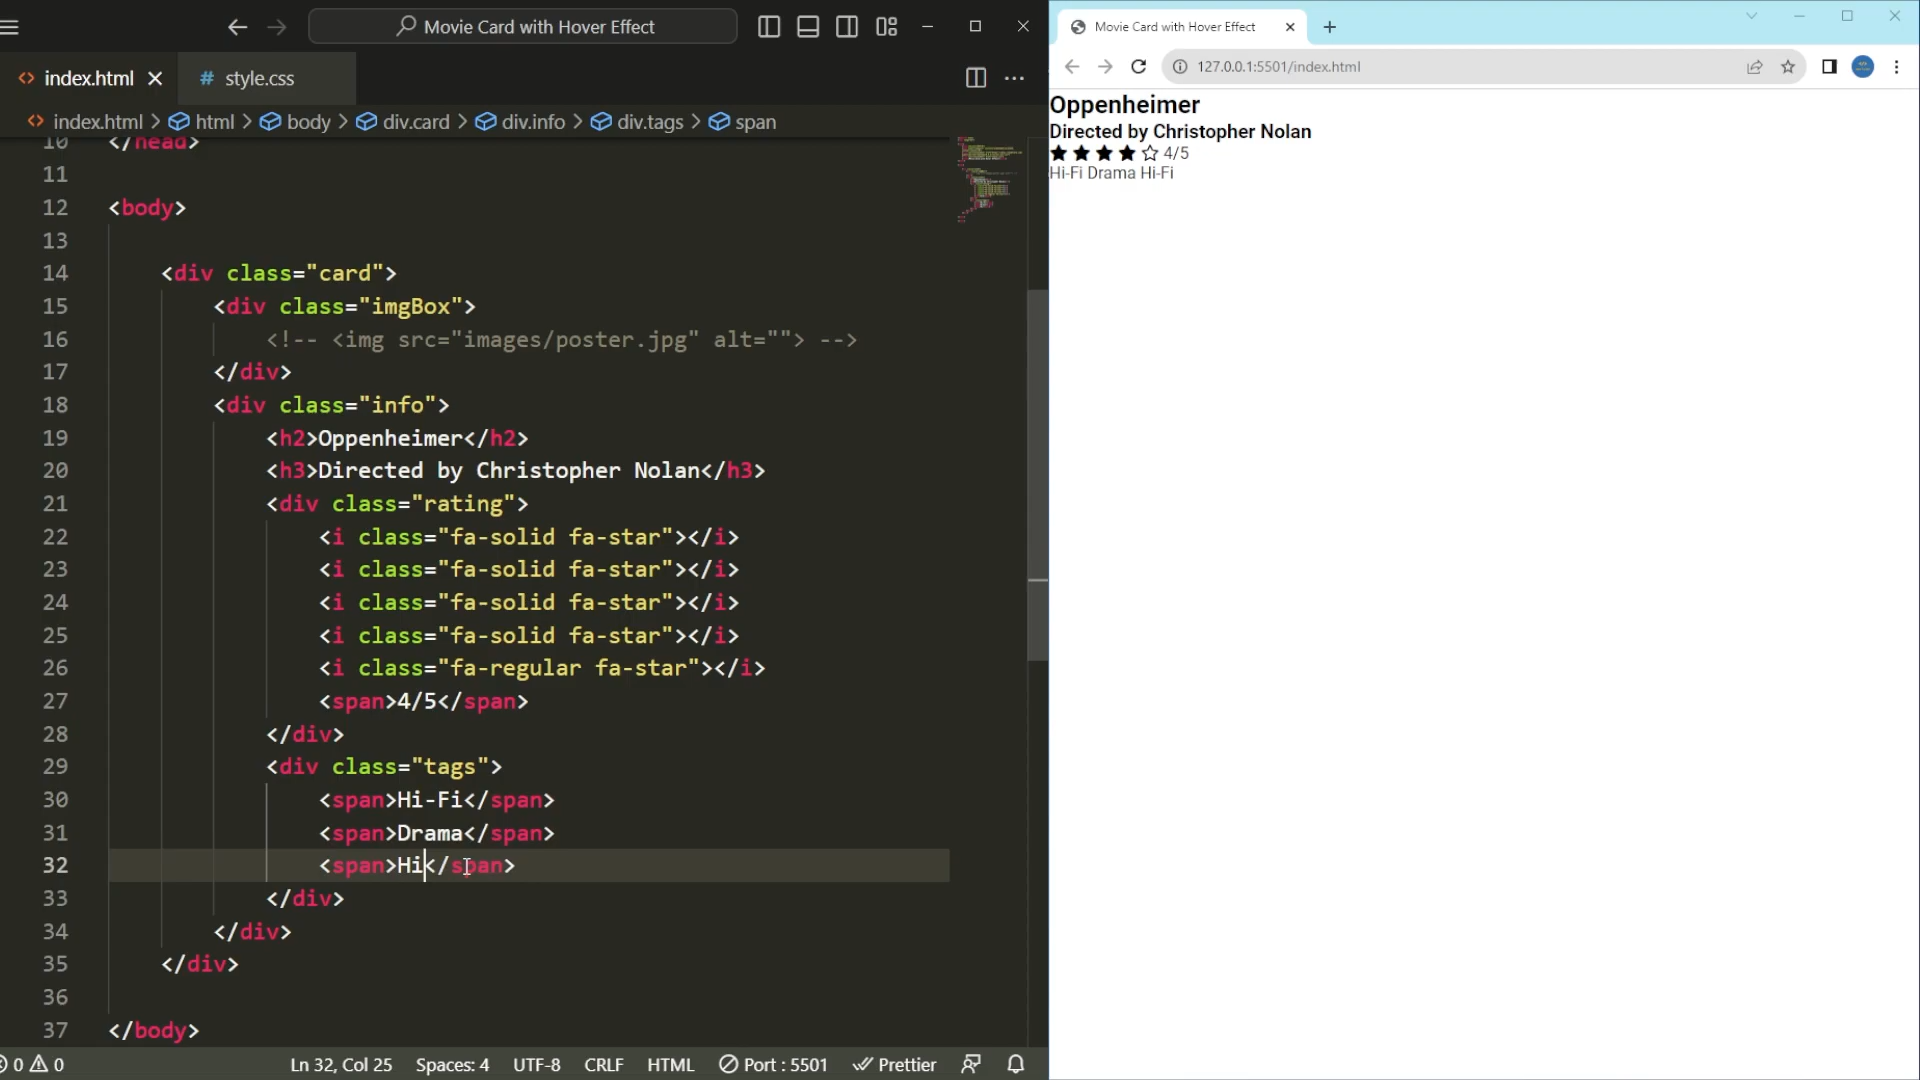 Movie Card with Hover Effect
index.html
style.css
index.html > html > body > div.card > div.info > div.tags > span
10 </head>
11
12 <body>
13
14 <div class="card">
15 <div class="imgBox">
16 <!-- <img src="images/poster.jpg" alt=""> -->
17 </div>
18 <div class="info">
19 <h2>Oppenheimer</h2>
20 <h3>Directed by Christopher Nolan</h3>
21 <div class="rating">
22 <i class="fa-solid fa-star"></i>
23 <i class="fa-solid fa-star"></i>
24 <i class="fa-solid fa-star"></i>
25 <i class="fa-solid fa-star"></i>
26 <i class="fa-regular fa-star"></i>
27 <span>4/5</span>
28 </div>
29 <div class="tags">
30 <span>Hi-Fi</span>
31 <span>Drama</span>
32 <span>Hi</span>
33 </div>
34 </div>
35 </div>
36
37 </body>
0 0 Ln 32, Col 25 Spaces: 4 UTF-8 CRLF HTML Port : 5501 Prettier
Movie Card with Hover Effect
127.0.0.1:5501/index.html
Oppenheimer
Directed by Christopher Nolan
4/5
Hi-Fi Drama Hi-Fi